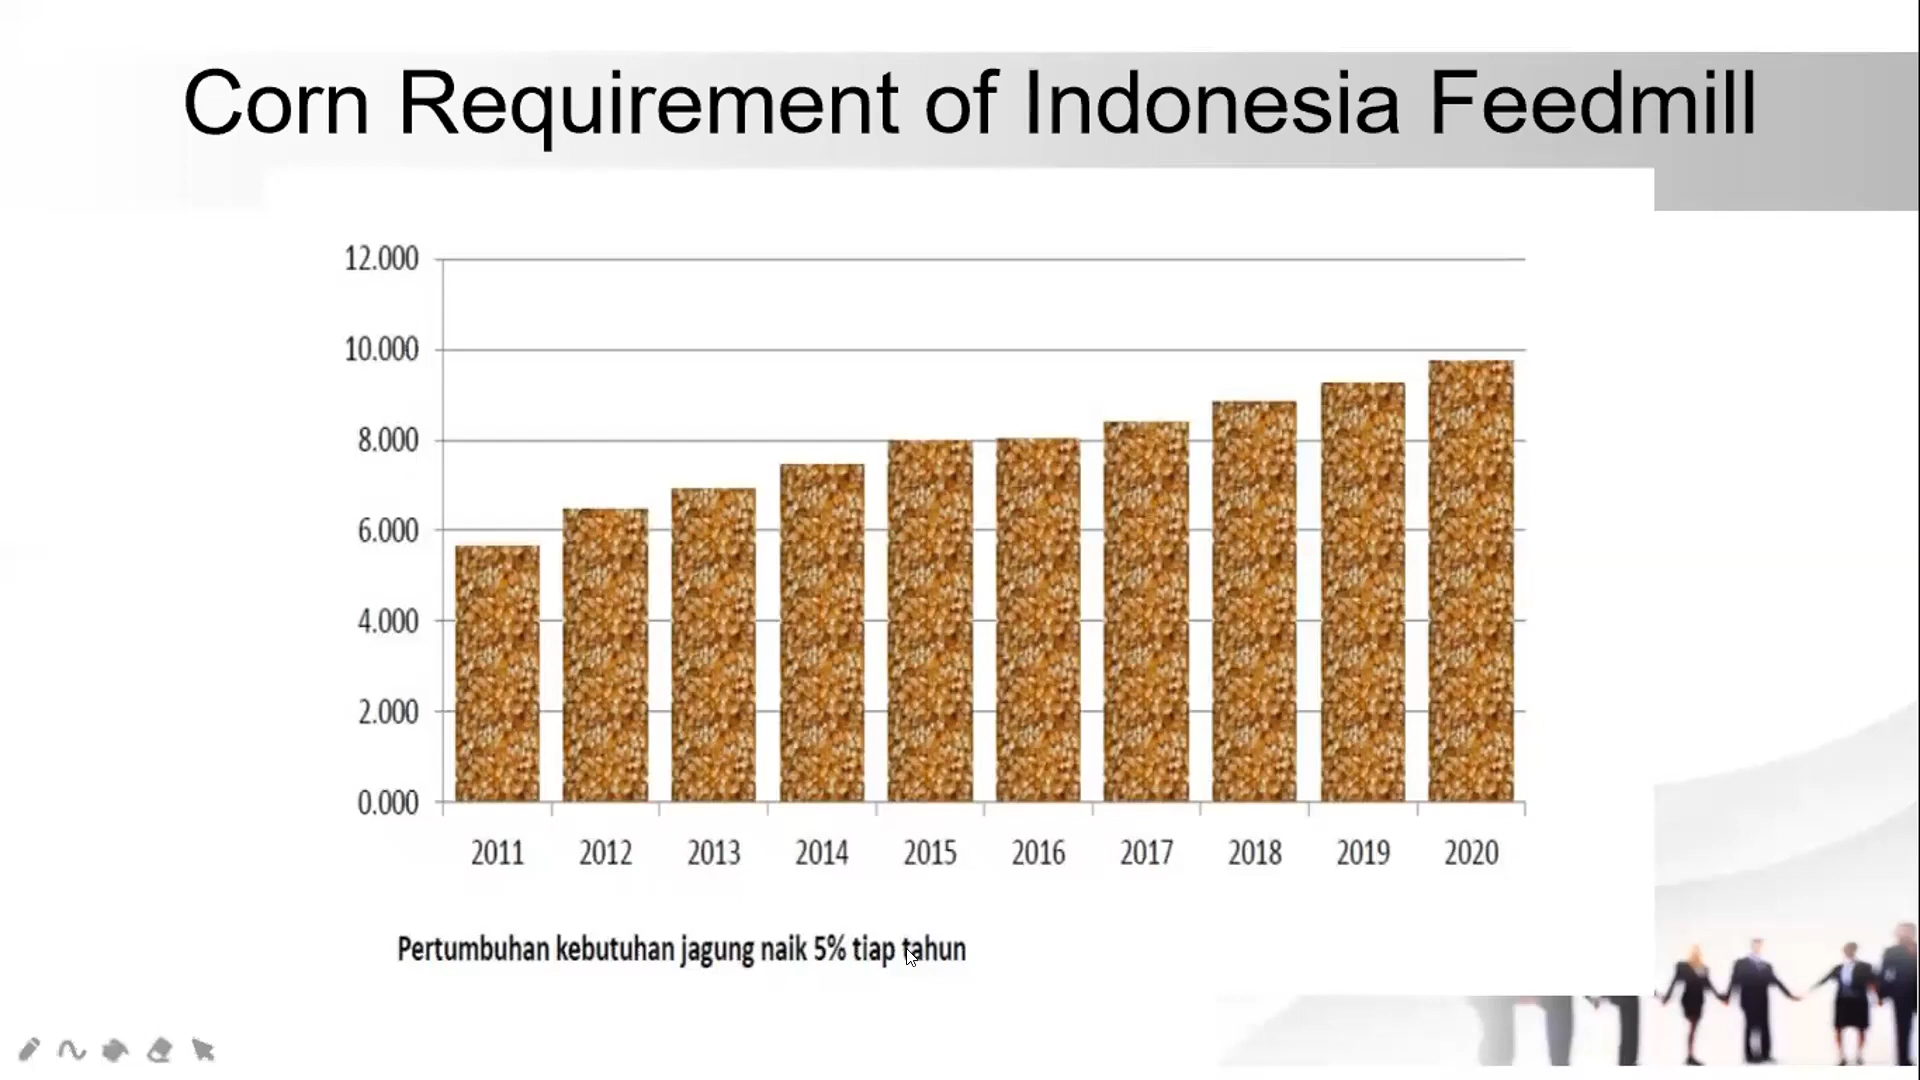 Corn Requirement of Indonesia Feedmill
12.000
10.000
8.000
6.000
4.000
2.000
0.000
2011 2012 2013 2014 2015 2016 2017 2018 2019 2020
Pertumbuhan kebutuhan jagung naik 5% tiap tahun